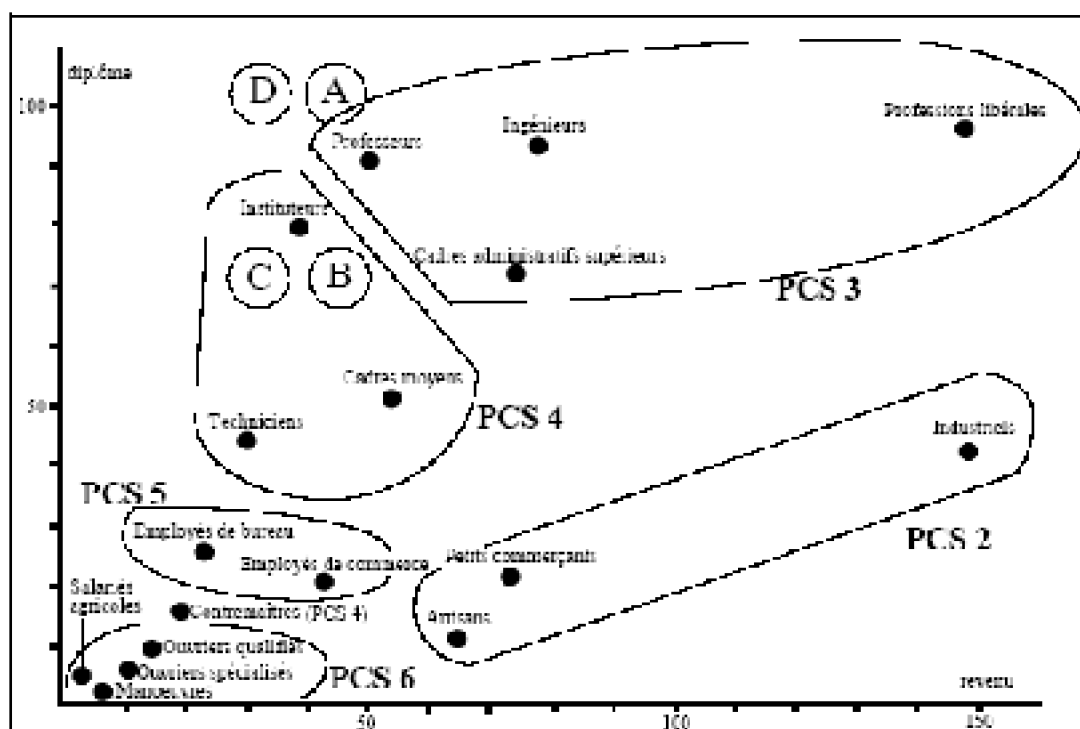 diplôme
D A
100
Professions libérales
Ingénieurs
Professeurs
Instituteurs
Cadres administratifs supérieurs
C B
PCS 3
Cadres moyens
50
PCS 4
Techniciens
Industriels
PCS 5
Employés de bureau
PCS 2
Petits commerçants
Employés de commerce
Salariés
agricoles
Contremaîtres (PCS 4)
Artisans
Ouvriers qualifiés
Ouvriers spécialisés
PCS 6
Manœuvres
revenu
50 100 150